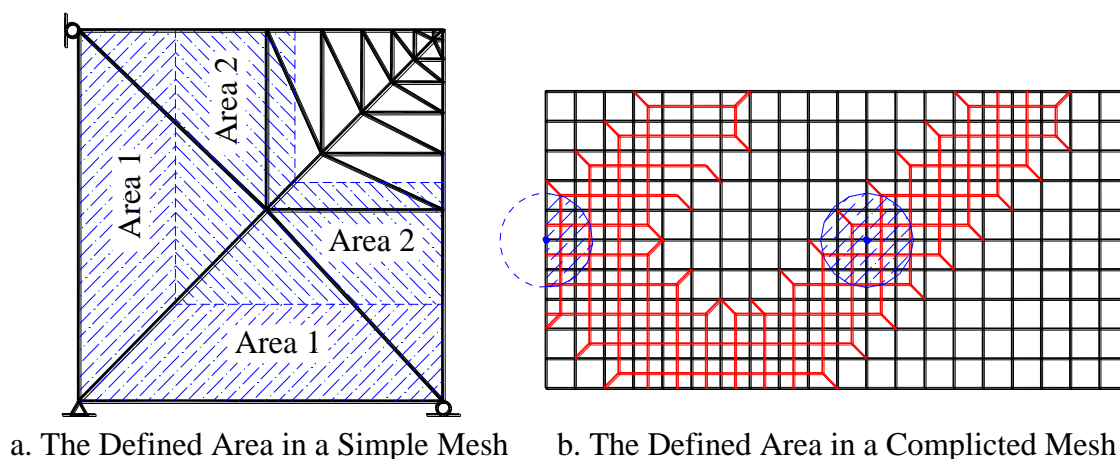 Area 2
Area 1
Area 2
Area 1
a. The Defined Area in a Simple Mesh
b. The Defined Area in a Complicted Mesh